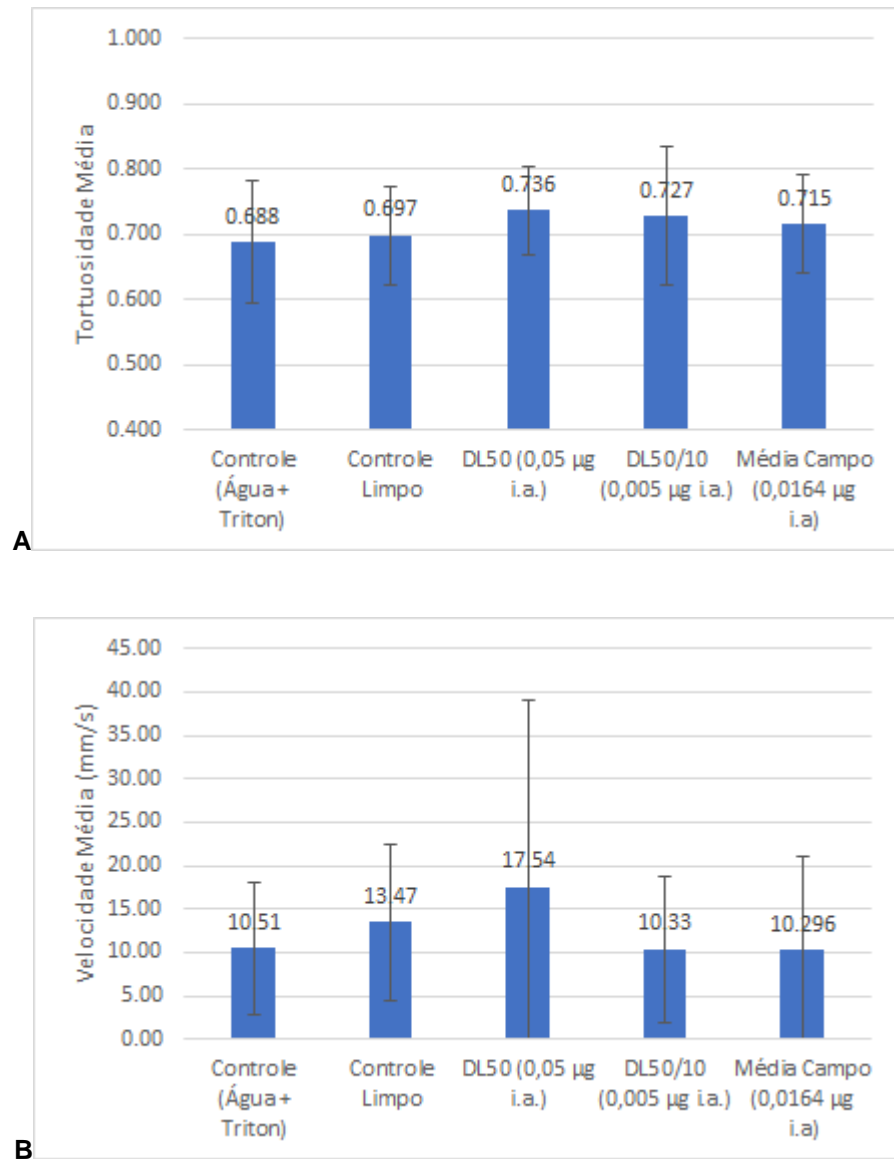 1.000
0.900
0.800
0.700
0.600
0.500
0.400
Tortuosidade Média
0.688
0.697
0.736
0.727
0.715
Controle
(Água+
Triton)
Controle
Limpo
DL50 (0,05 µg
i.a.)
DL50/10
(0,005 µg i.a.)
Média Campo
(0,0164 µg
i.a)
A
45.00
40.00
35.00
30.00
25.00
20.00
15.00
10.00
5.00
0.00
Velocidade Média (mm/s)
10.51
13.47
17.54
10.33
10.296
Controle
(Água+
Triton)
Controle
Limpo
DL50 (0,05 µg
i.a.)
DL50/10
(0,005 µg i.a.)
Média Campo
(0,0164 µg
i.a)
B